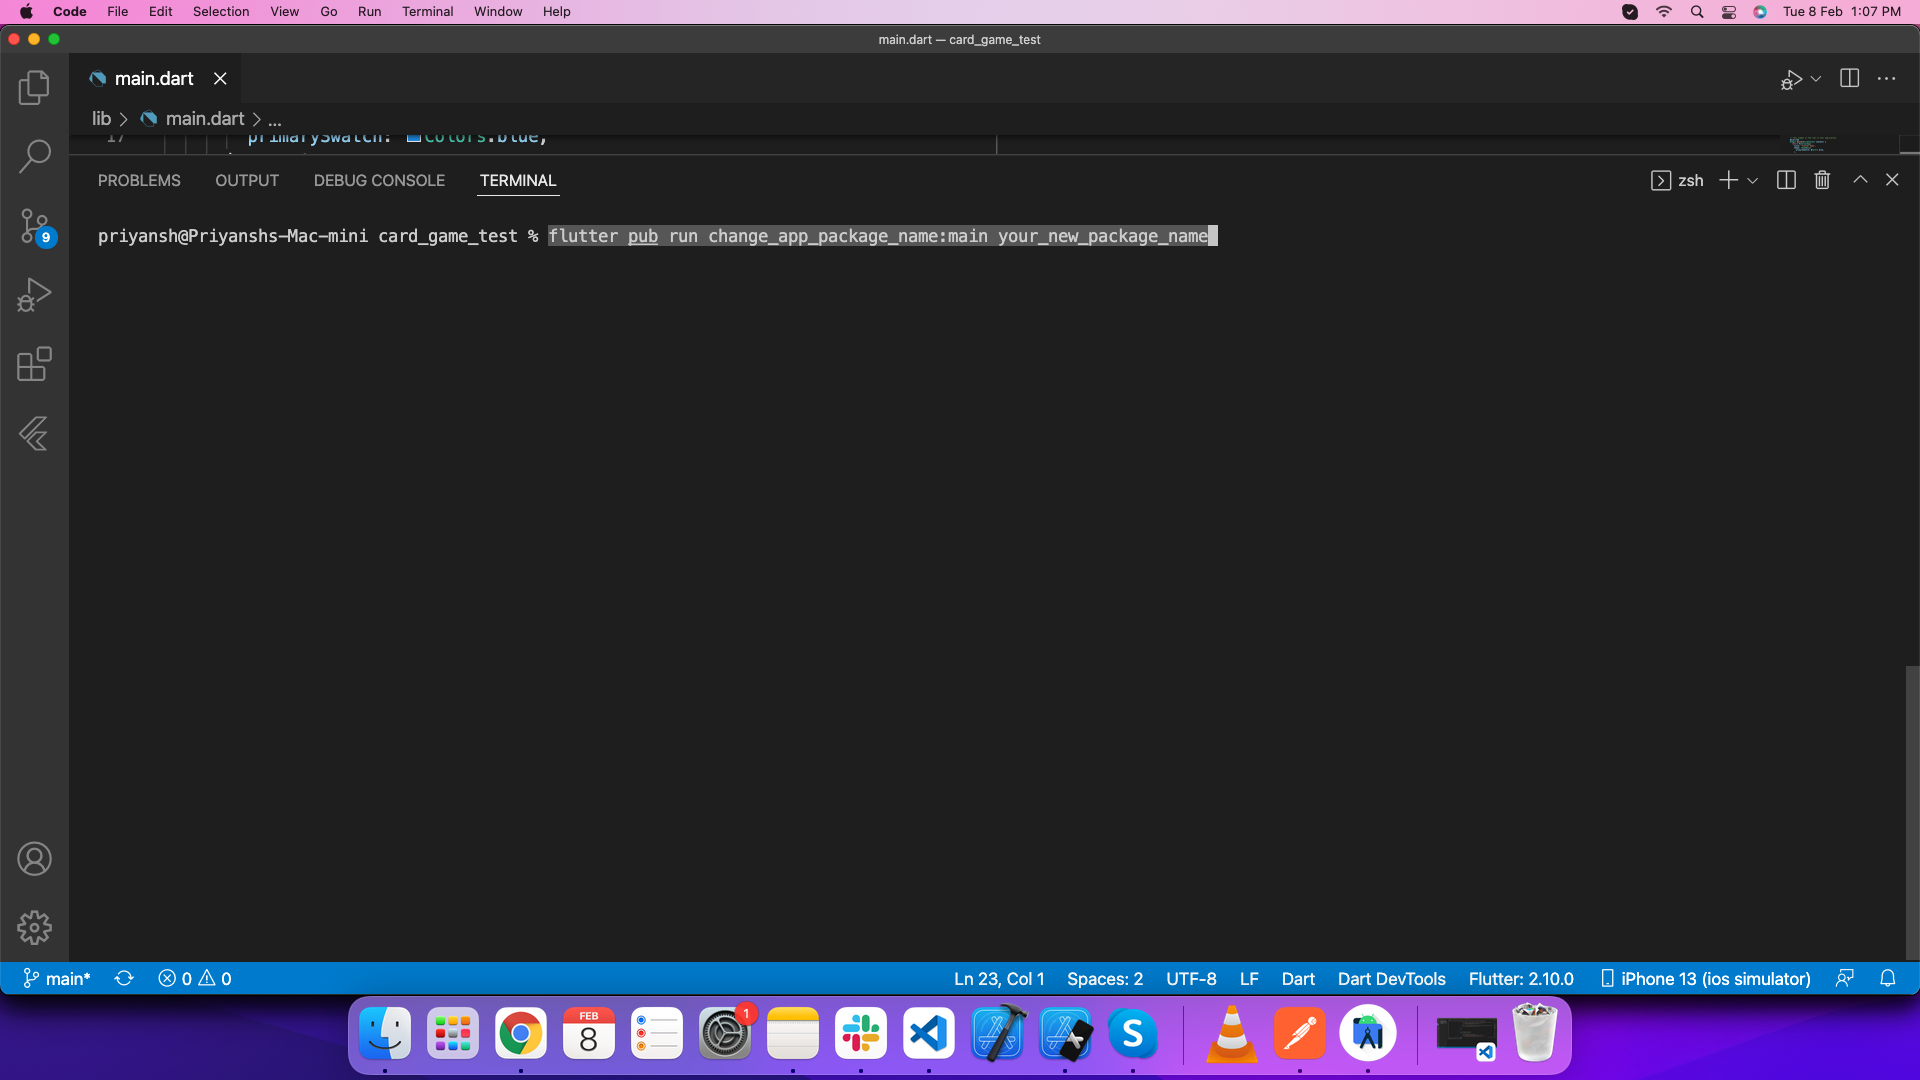 Code File Edit Selection View Go Run Terminal Window Help Tue 8 Feb 1:07 PM
main.dart — card_game_test
main.dart
lib > main.dart > ...
17 primarySwatch: Colors.blue,
PROBLEMS OUTPUT DEBUG CONSOLE TERMINAL zsh
priyansh@Priyanshs-Mac-mini card_game_test % flutter pub run change_app_package_name:main your_new_package_name
9
main* 0 0 Ln 23, Col 1 Spaces: 2 UTF-8 LF Dart Dart DevTools Flutter: 2.10.0 iPhone 13 (ios simulator)
FEB 1
8
S